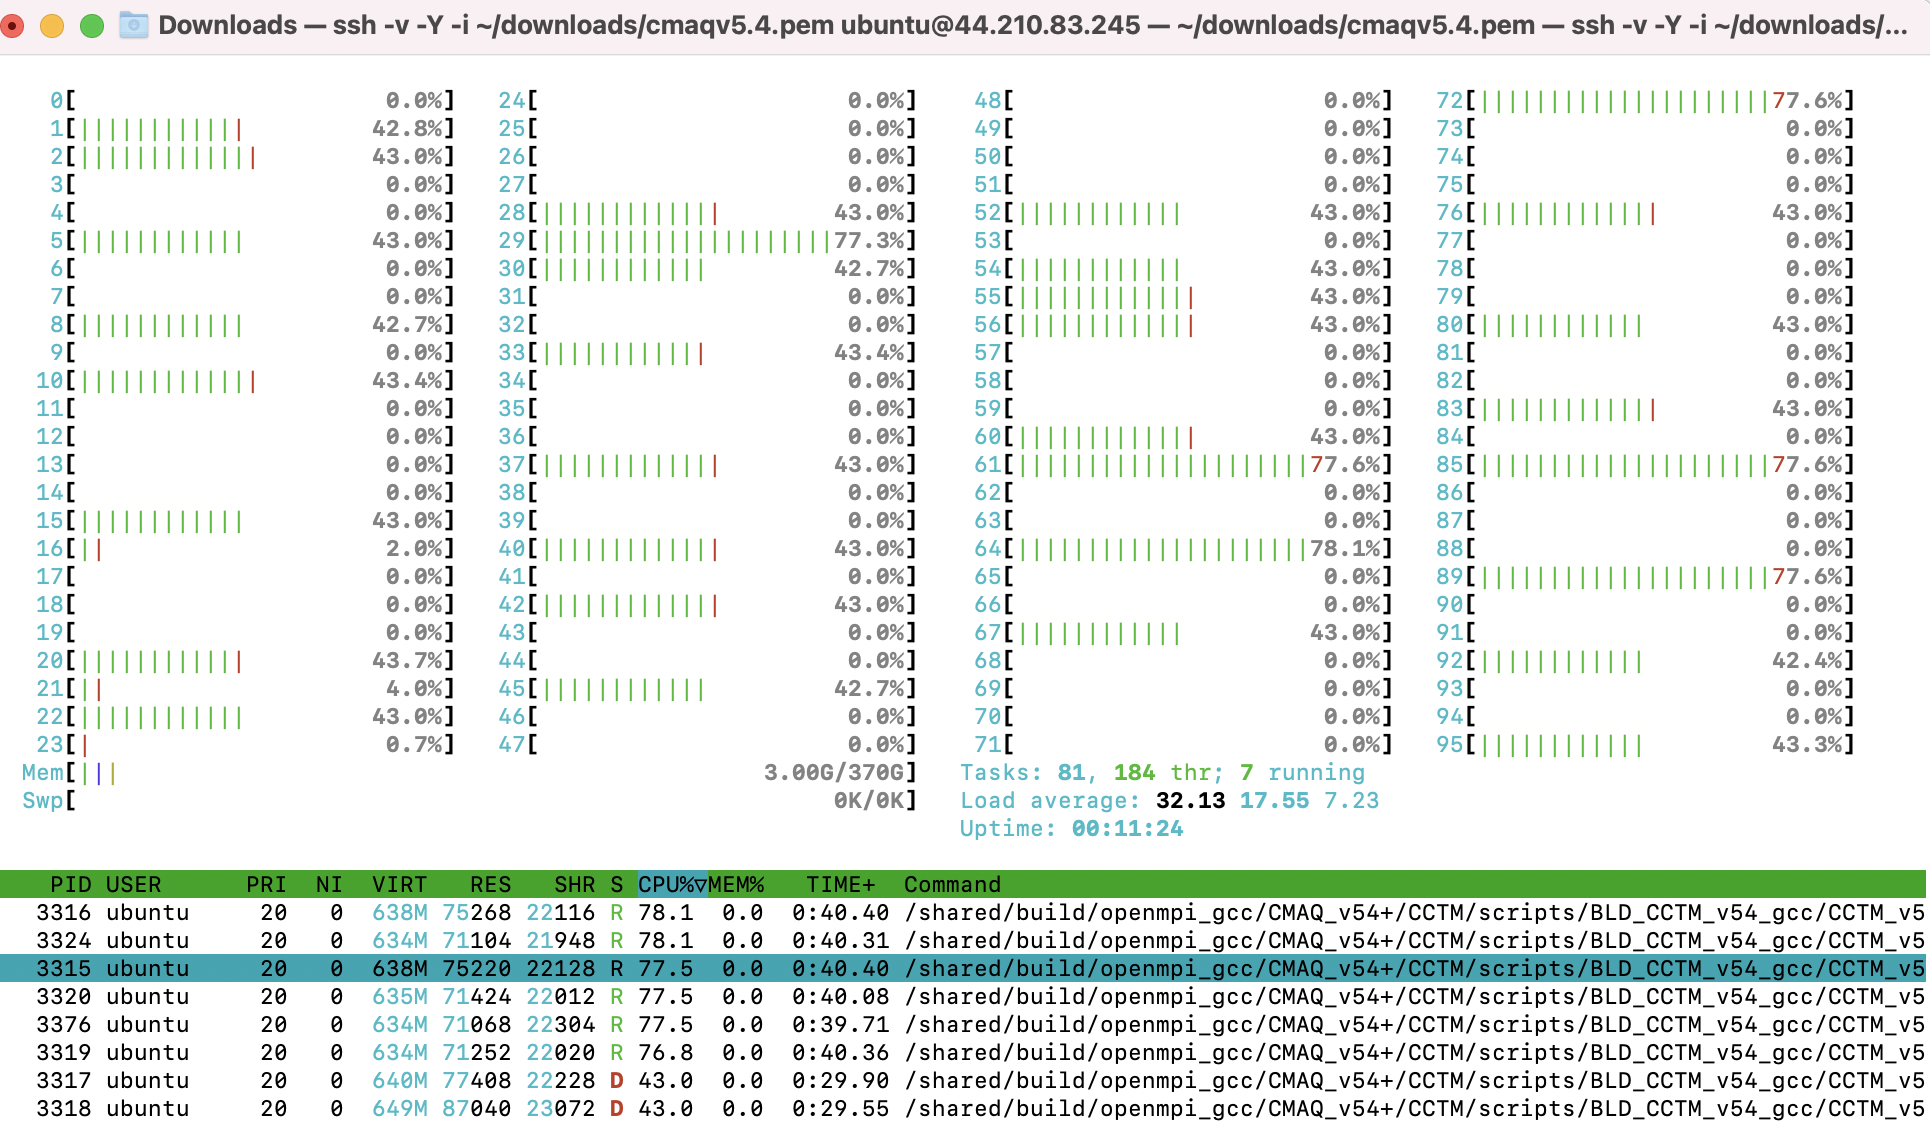 Downloads — ssh -v -Y -i ~/downloads/cmaqv5.4.pem ubuntu@44.210.83.245 — ~/downloads/cmaqv5.4.pem — ssh -v -Y -i ~/downloads/...
0[ 0.0%] 24[ 0.0%] 48[ 0.0%] 72[||||||||||||||||||||||77.6%]
1[||||||||||||| 42.8%] 25[ 0.0%] 49[ 0.0%] 73[ 0.0%]
2[||||||||||||| 43.0%] 26[ 0.0%] 50[ 0.0%] 74[ 0.0%]
3[ 0.0%] 27[ 0.0%] 51[ 0.0%] 75[ 0.0%]
4[ 0.0%] 28[||||||||||||| 43.0%] 52[|||||||||||| 43.0%] 76[||||||||||||| 43.0%]
5[|||||||||||| 43.0%] 29[|||||||||||||||||||||77.3%] 53[ 0.0%] 77[ 0.0%]
6[ 0.0%] 30[|||||||||||| 42.7%] 54[|||||||||||| 43.0%] 78[ 0.0%]
7[ 0.0%] 31[ 0.0%] 55[||||||||||||| 43.0%] 79[ 0.0%]
8[|||||||||||| 42.7%] 32[ 0.0%] 56[||||||||||||| 43.0%] 80[|||||||||||| 43.0%]
9[ 0.0%] 33[|||||||||||| 43.4%] 57[ 0.0%] 81[ 0.0%]
10[||||||||||||| 43.4%] 34[ 0.0%] 58[ 0.0%] 82[ 0.0%]
11[ 0.0%] 35[ 0.0%] 59[ 0.0%] 83[||||||||||||| 43.0%]
12[ 0.0%] 36[ 0.0%] 60[||||||||||||| 43.0%] 84[ 0.0%]
13[ 0.0%] 37[||||||||||||| 43.0%] 61[|||||||||||||||||||||77.6%] 85[|||||||||||||||||||||77.6%]
14[ 0.0%] 38[ 0.0%] 62[ 0.0%] 86[ 0.0%]
15[|||||||||||| 43.0%] 39[ 0.0%] 63[ 0.0%] 87[ 0.0%]
16[|| 2.0%] 40[||||||||||||| 43.0%] 64[|||||||||||||||||||||78.1%] 88[ 0.0%]
17[ 0.0%] 41[ 0.0%] 65[ 0.0%] 89[|||||||||||||||||||||77.6%]
18[ 0.0%] 42[||||||||||||| 43.0%] 66[ 0.0%] 90[ 0.0%]
19[ 0.0%] 43[ 0.0%] 67[|||||||||||| 43.0%] 91[ 0.0%]
20[|||||||||||| 43.7%] 44[ 0.0%] 68[ 0.0%] 92[|||||||||||| 42.4%]
21[|| 4.0%] 45[|||||||||||| 42.7%] 69[ 0.0%] 93[ 0.0%]
22[|||||||||||| 43.0%] 46[ 0.0%] 70[ 0.0%] 94[ 0.0%]
23[| 0.7%] 47[ 0.0%] 71[ 0.0%] 95[|||||||||||| 43.3%]
Mem[||| 3.00G/370G] Tasks: 81, 184 thr; 7 running
Swp[ 0K/0K] Load average: 32.13 17.55 7.23
Uptime: 00:11:24
PID USER PRI NI VIRT RES SHR S CPU%▽MEM% TIME+ Command
3316 ubuntu 20 0 638M 75268 22116 R 78.1 0.0 0:40.40 /shared/build/openmpi_gcc/CMAQ_v54+/CCTM/scripts/BLD_CCTM_v54_gcc/CCTM_v5
3324 ubuntu 20 0 634M 71104 21948 R 78.1 0.0 0:40.31 /shared/build/openmpi_gcc/CMAQ_v54+/CCTM/scripts/BLD_CCTM_v54_gcc/CCTM_v5
3315 ubuntu 20 0 638M 75220 22128 R 77.5 0.0 0:40.40 /shared/build/openmpi_gcc/CMAQ_v54+/CCTM/scripts/BLD_CCTM_v54_gcc/CCTM_v5
3320 ubuntu 20 0 635M 71424 22012 R 77.5 0.0 0:40.08 /shared/build/openmpi_gcc/CMAQ_v54+/CCTM/scripts/BLD_CCTM_v54_gcc/CCTM_v5
3376 ubuntu 20 0 634M 71068 22304 R 77.5 0.0 0:39.71 /shared/build/openmpi_gcc/CMAQ_v54+/CCTM/scripts/BLD_CCTM_v54_gcc/CCTM_v5
3319 ubuntu 20 0 634M 71252 22020 R 76.8 0.0 0:40.36 /shared/build/openmpi_gcc/CMAQ_v54+/CCTM/scripts/BLD_CCTM_v54_gcc/CCTM_v5
3317 ubuntu 20 0 640M 77408 22228 D 43.0 0.0 0:29.90 /shared/build/openmpi_gcc/CMAQ_v54+/CCTM/scripts/BLD_CCTM_v54_gcc/CCTM_v5
3318 ubuntu 20 0 649M 87040 23072 D 43.0 0.0 0:29.55 /shared/build/openmpi_gcc/CMAQ_v54+/CCTM/scripts/BLD_CCTM_v54_gcc/CCTM_v5